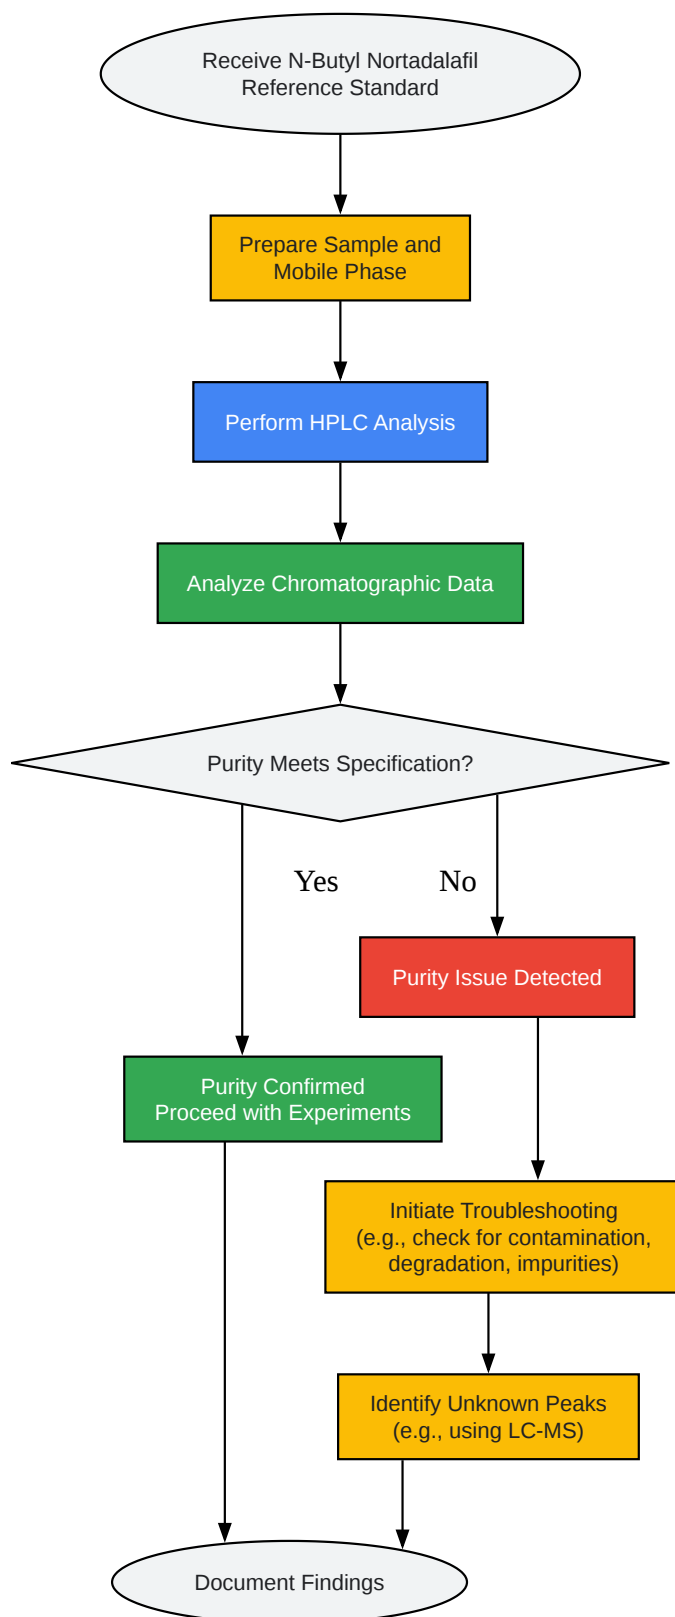 Receive N-Butyl Nortadalafil
Reference Standard
Prepare Sample and
Mobile Phase
Perform HPLC Analysis
Analyze Chromatographic Data
Purity Meets Specification?
Yes
No
Purity Issue Detected
Purity Confirmed
Proceed with Experiments
Initiate Troubleshooting
(e.g., check for contamination,
degradation, impurities)
Identify Unknown Peaks
(e.g., using LC-MS)
Document Findings